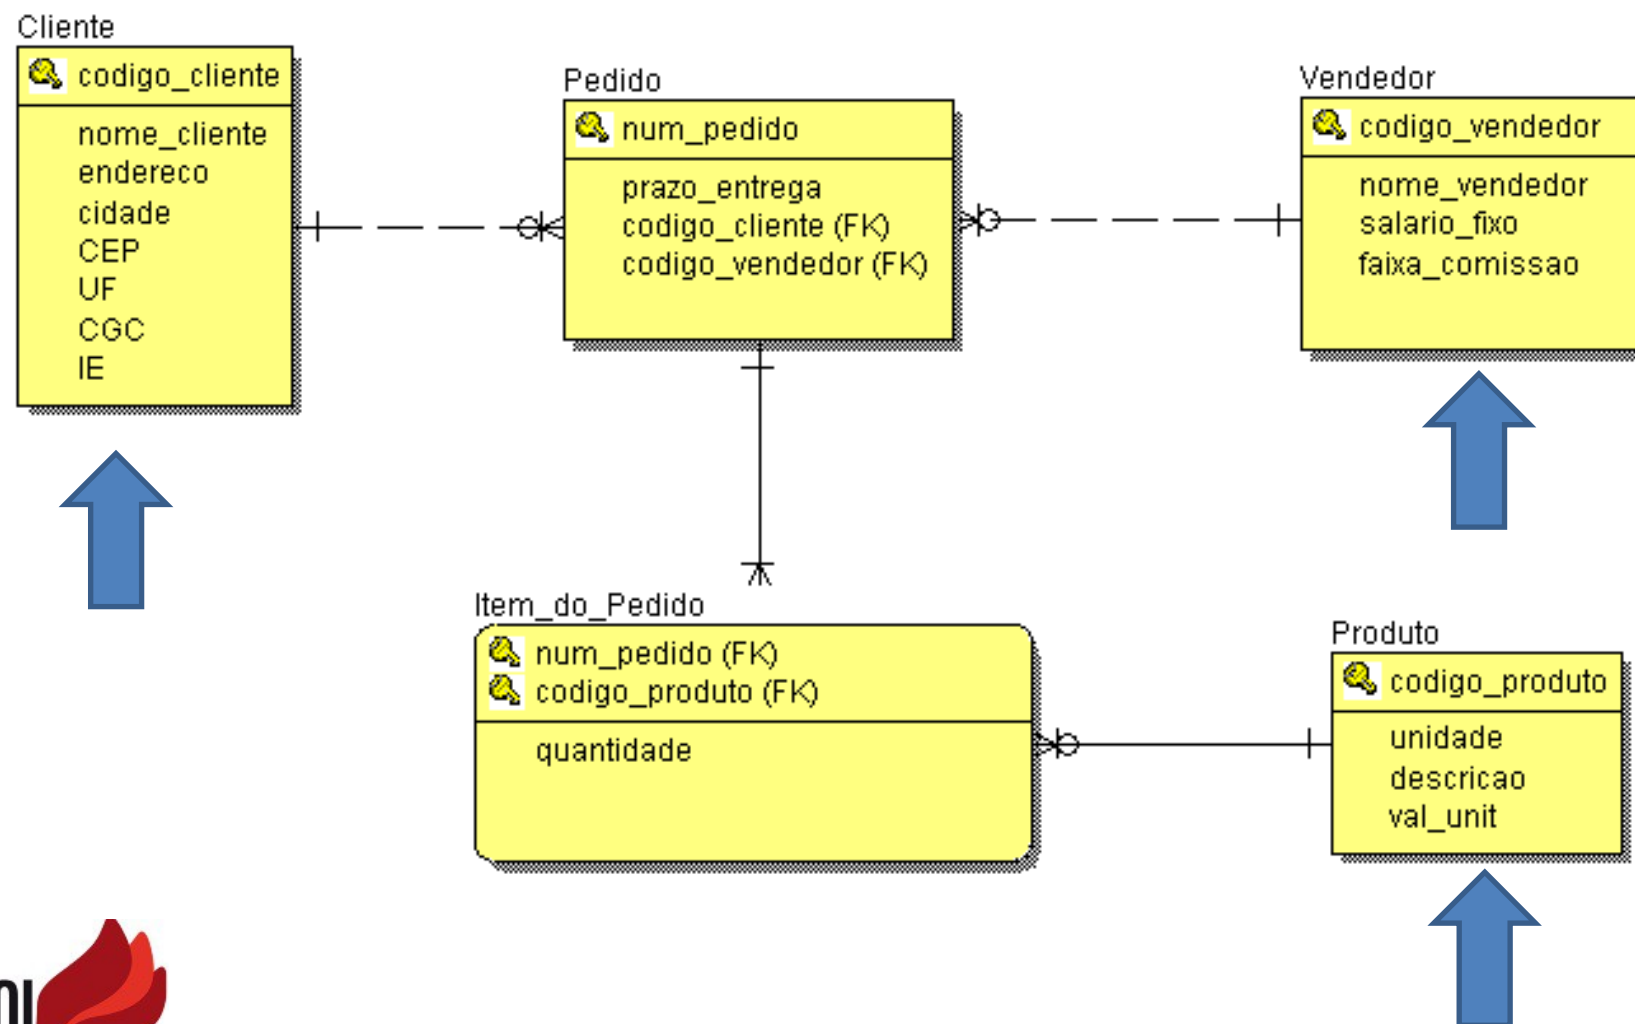 Cliente
codigo_cliente
nome_cliente
endereco
cidade
CEP
UF
CGC
IE
Pedido
num_pedido
prazo_entrega
codigo_cliente (FK)
codigo_vendedor (FK)
Vendedor
codigo_vendedor
nome_vendedor
salario_fixo
faixa_comissao
Item_do_Pedido
num_pedido (FK)
codigo_produto (FK)
quantidade
Produto
codigo_produto
unidade
descricao
val_unit